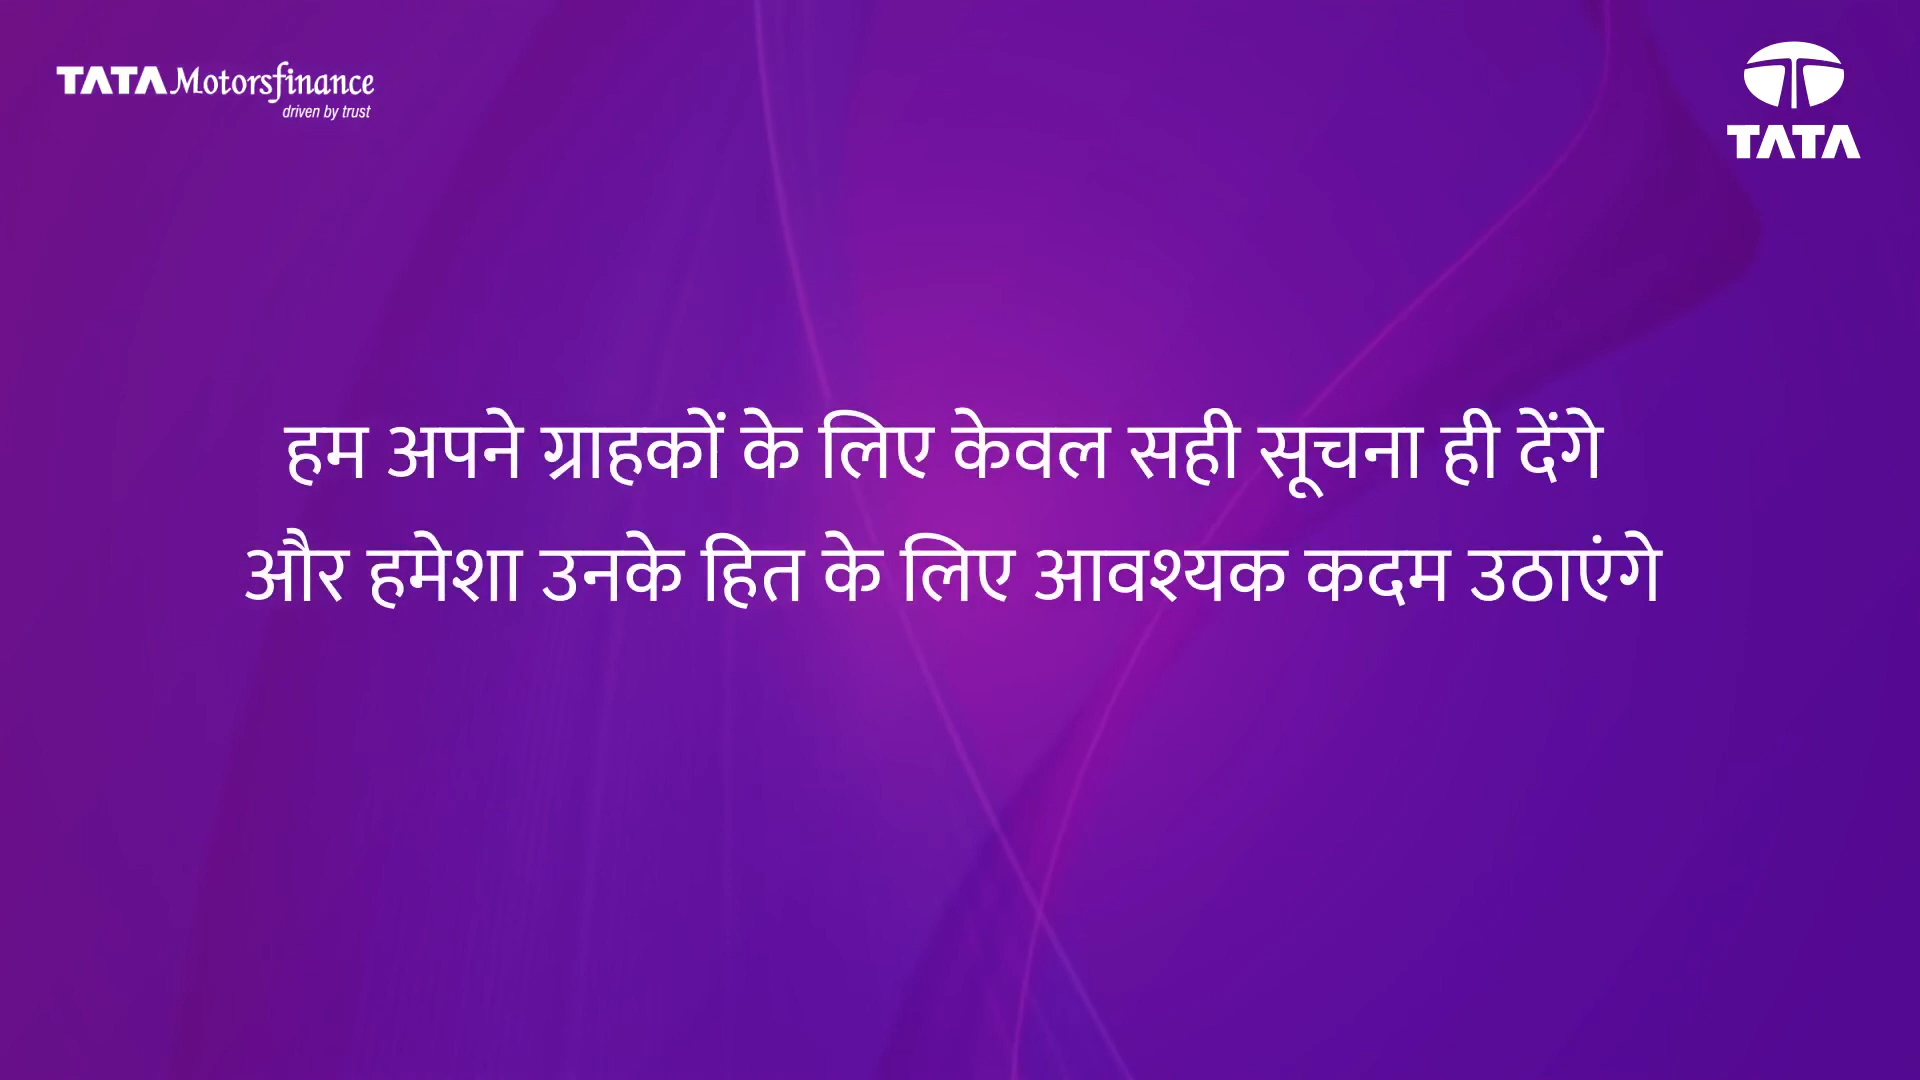 TATA Motorsfinance
driven by trust
TATA
हम अपने ग्राहकों के लिए केवल सही सूचना ही देंगे
और हमेशा उनके हित के लिए आवश्यक कदम उठाएंगे